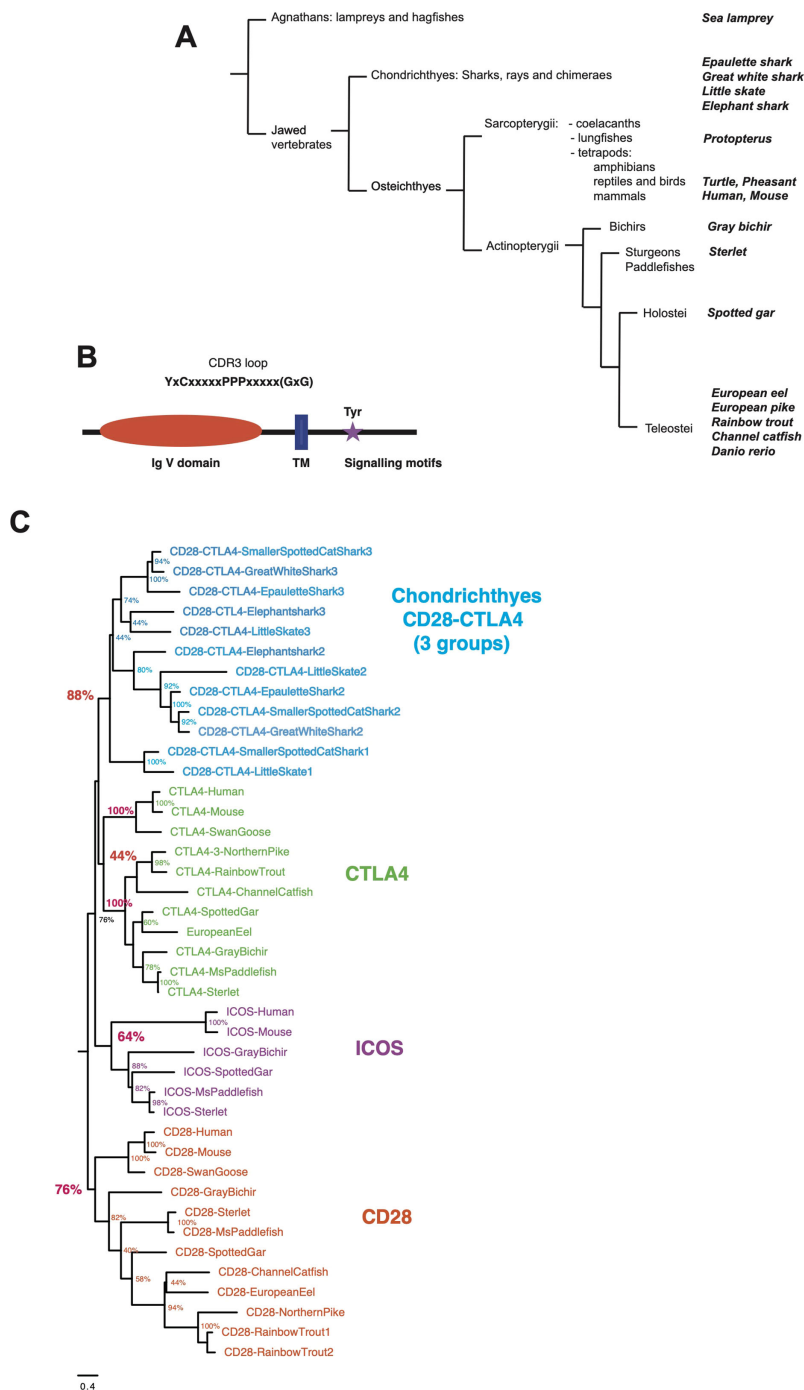 A
Agnathans: lampreys and hagfishes
Sea lamprey
Chondrichthyes: Sharks, rays and chimeraes
Epaulette shark
Great white shark
Little skate
Elephant shark
Jawed
vertebrates
Osteichthyes
Sarcopterygii: - coelacanths
- lungfishes
- tetrapods:
amphibians
reptiles and birds
mammals
Protopterus
Turtle, Pheasant
Human, Mouse
Actinopterygii
Bichirs
Gray bichir
Sturgeons
Paddlefishes
Sterlet
Holostei
Spotted gar
Teleostei
European eel
European pike
Rainbow trout
Channel catfish
Danio rerio
B
CDR3 loop
YxCxxxxxPPPxxxxx(GxG)
Tyr
Ig V domain
TM
Signalling motifs
C
CD28-CTLA4-SmallerSpottedCatShark3
94%
CD28-CTLA4-GreatWhiteShark3
100%
CD28-CTLA4-EpauletteShark3
74%
CD28-CTL4-Elephantshark3
44%
CD28-CTLA4-LittleSkate3
44%
CD28-CTLA4-Elephantshark2
80%
CD28-CTLA4-LittleSkate2
92%
CD28-CTLA4-EpauletteShark2
100%
CD28-CTLA4-SmallerSpottedCatShark2
92%
CD28-CTLA4-GreatWhiteShark2
88%
CD28-CTLA4-SmallerSpottedCatShark1
100%
CD28-CTLA4-LittleSkate1
Chondrichthyes
CD28-CTLA4
(3 groups)
CTLA4-Human
100%
CTLA4-Mouse
100%
CTLA4-SwanGoose
44%
CTLA4-3-NorthernPike
98%
CTLA4-RainbowTrout
CTLA4-ChannelCatfish
100%
76%
CTLA4-SpottedGar
60%
EuropeanEel
CTLA4-GrayBichir
78%
CTLA4-MsPaddlefish
100%
CTLA4-Sterlet
CTLA4
ICOS-Human
100%
ICOS-Mouse
64%
ICOS-GrayBichir
88%
ICOS-SpottedGar
82%
ICOS-MsPaddlefish
98%
ICOS-Sterlet
ICOS
CD28-Human
100%
CD28-Mouse
100%
CD28-SwanGoose
76%
CD28-GrayBichir
82%
CD28-Sterlet
100%
CD28-MsPaddlefish
40%
CD28-SpottedGar
58%
CD28-ChannelCatfish
44%
CD28-EuropeanEel
94%
CD28-NorthernPike
100%
CD28-RainbowTrout1
CD28-RainbowTrout2
CD28
0.4